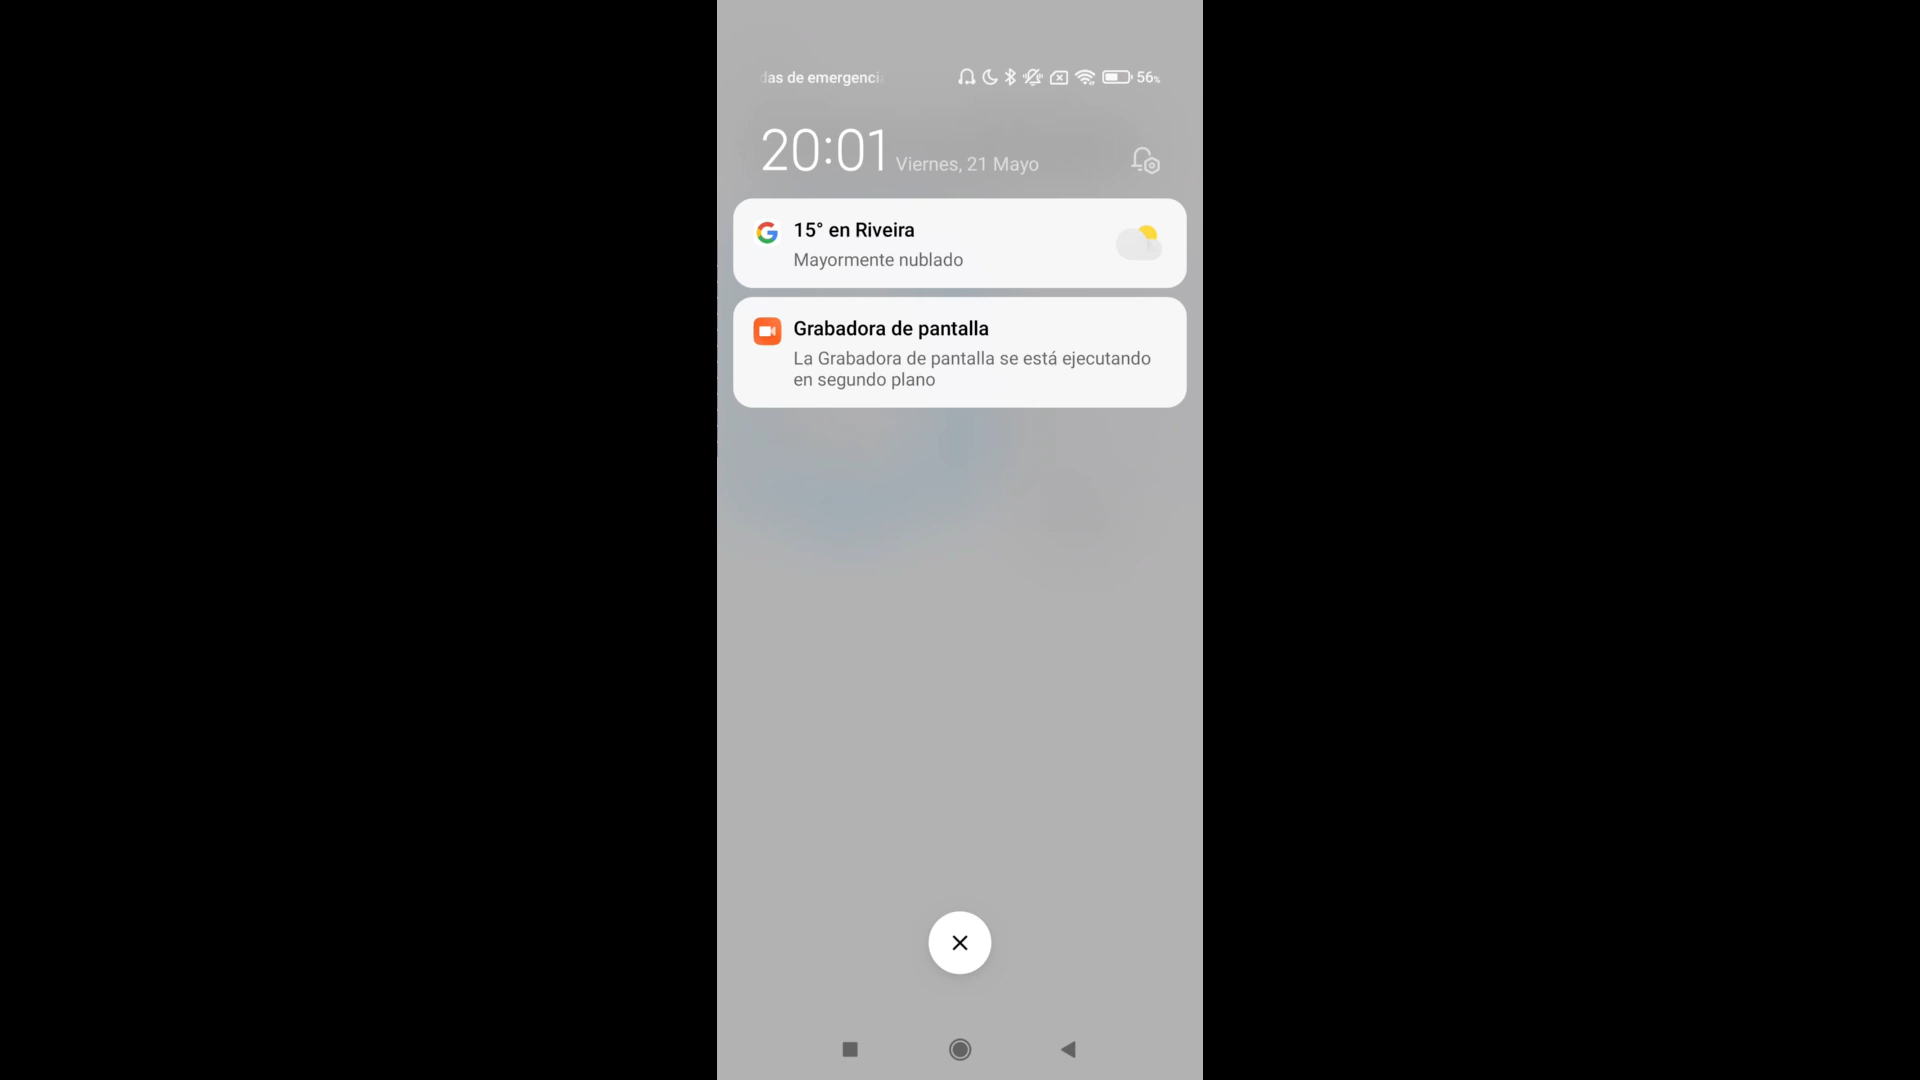 das de emergenci 56%
20:01 Viernes, 21 Mayo
15° en Riveira
Mayormente nublado
Grabadora de pantalla
La Grabadora de pantalla se está ejecutando
en segundo plano